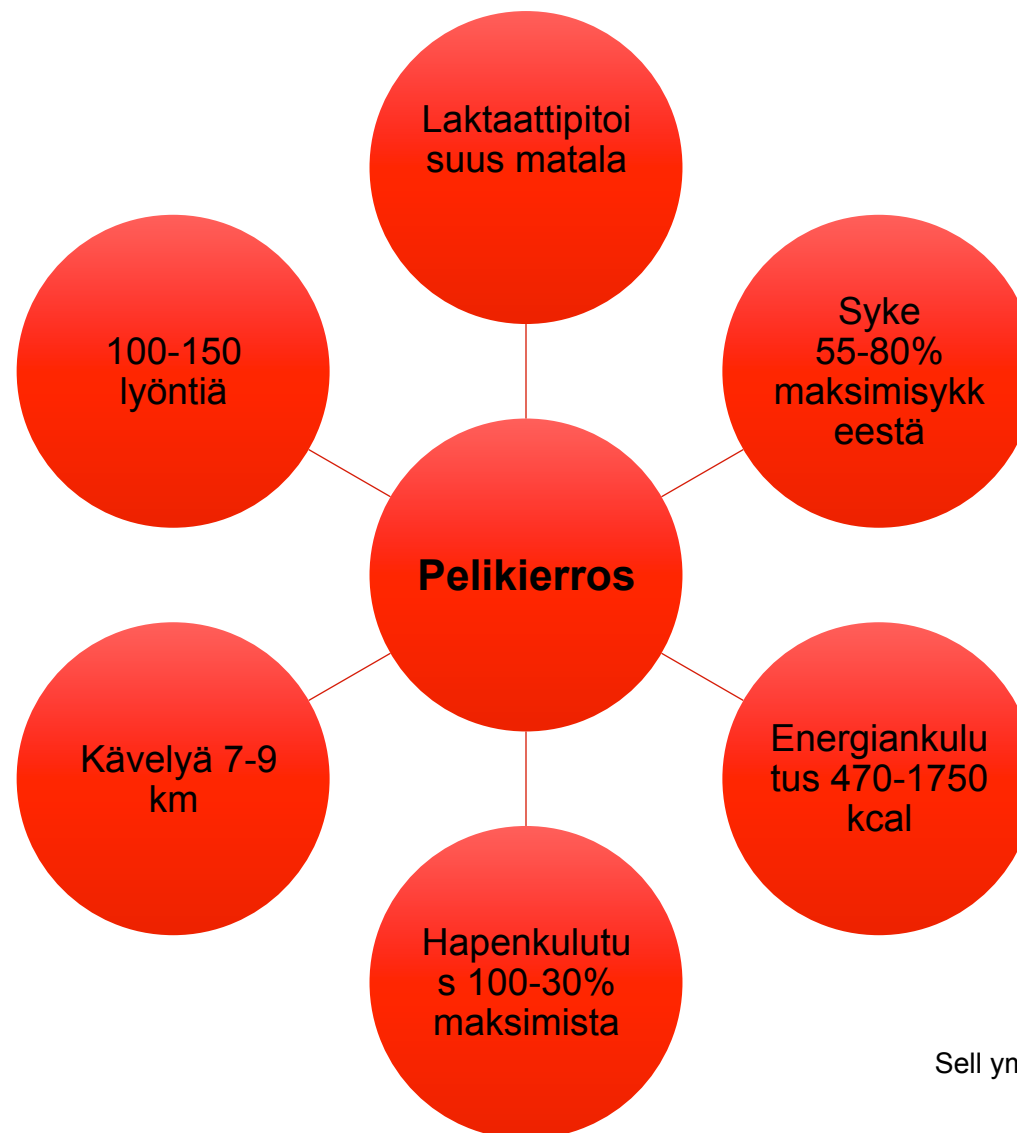 Laktaattipitoi
suus matala
Syke
55-80%
maksimisykk
eestä
Energiankulu
tus 470-1750
kcal
Hapenkulutu
s 100-30%
maksimista
Kävelyä 7-9
km
100-150
lyöntiä
Pelikierros
Sell